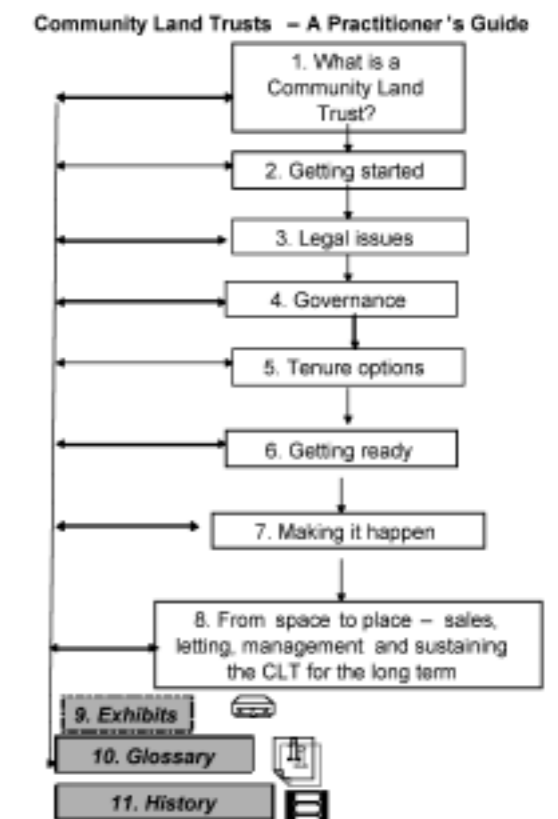 Community Land Trusts – A Practitioner's Guide
1. What is a
Community Land
Trust?
2. Getting started
3. Legal issues
4. Governance
5. Tenure options
6. Getting ready
7. Making it happen
8. From space to place – sales,
letting, management and sustaining
the CLT for the long term
9. Exhibits
10. Glossary
11. History